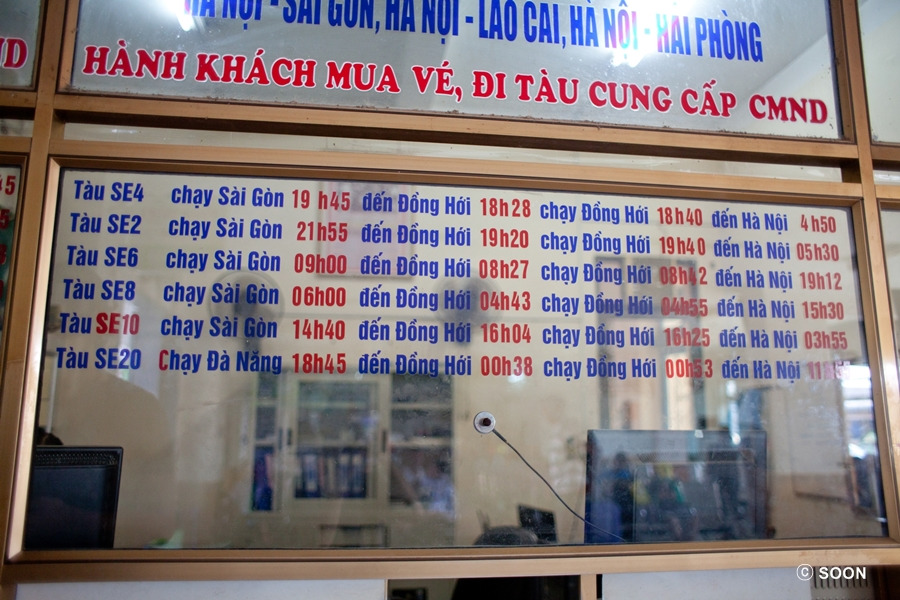 HÀ NỘI - SÀI GÒN, HÀ NỘI - LÀO CAI, HÀ NỘI - HẢI PHÒNG
HÀNH KHÁCH MUA VÉ, ĐI TÀU CUNG CẤP CMND
Tàu SE4 chạy Sài Gòn 19 h45 đến Đồng Hới 18h28 chạy Đồng Hới 18h40 đến Hà Nội 4h50
Tàu SE2 chạy Sài Gòn 21h55 đến Đồng Hới 19h20 chạy Đồng Hới 19h40 đến Hà Nội 05h30
Tàu SE6 chạy Sài Gòn 09h00 đến Đồng Hới 08h27 chạy Đồng Hới 08h42 đến Hà Nội 19h12
Tàu SE8 chạy Sài Gòn 06h00 đến Đồng Hới 04h43 chạy Đồng Hới 04h55 đến Hà Nội 15h30
Tàu SE10 chạy Sài Gòn 14h40 đến Đồng Hới 16h04 chạy Đồng Hới 16h25 đến Hà Nội 03h55
Tàu SE20 Chạy Đà Nẵng 18h45 đến Đồng Hới 00h38 chạy Đồng Hới 00h53 đến Hà Nội
© SOON